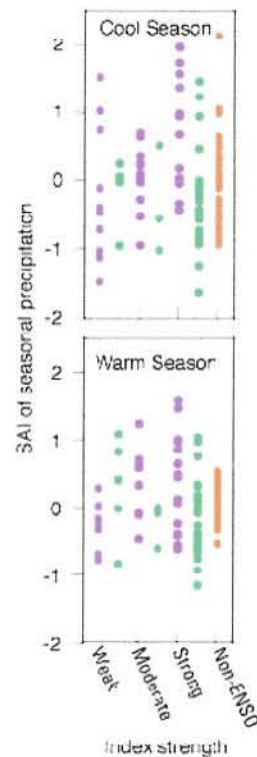 2
Cool Season
1
0
-1
-2
SAI of seasonal precipitation
Warm Season
2
1
0
-1
-2
Weak
Moderate
Strong
Non-ENSO
Index strength